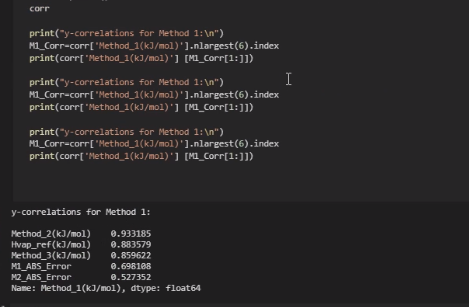 corr
print("y-correlations for Method 1:\n")
M1_Corr=corr['Method_1(kJ/mol)'].nlargest(6).index
print(corr['Method_1(kJ/mol)'] [M1_Corr[1:]])
print("y-correlations for Method 1:\n")
M1_Corr=corr['Method_1(kJ/mol)'].nlargest(6).index
print(corr['Method_1(kJ/mol)'] [M1_Corr[1:]])
print("y-correlations for Method 1:\n")
M1_Corr=corr['Method_1(kJ/mol)'].nlargest(6).index
print(corr['Method_1(kJ/mol)'] [M1_Corr[1:]])
y-correlations for Method 1:
Method_2(kJ/mol)    0.933185
Hvap_ref(kJ/mol)    0.883579
Method_3(kJ/mol)    0.859622
M1_ABS_Error        0.698108
M2_ABS_Error        0.527352
Name: Method_1(kJ/mol), dtype: float64